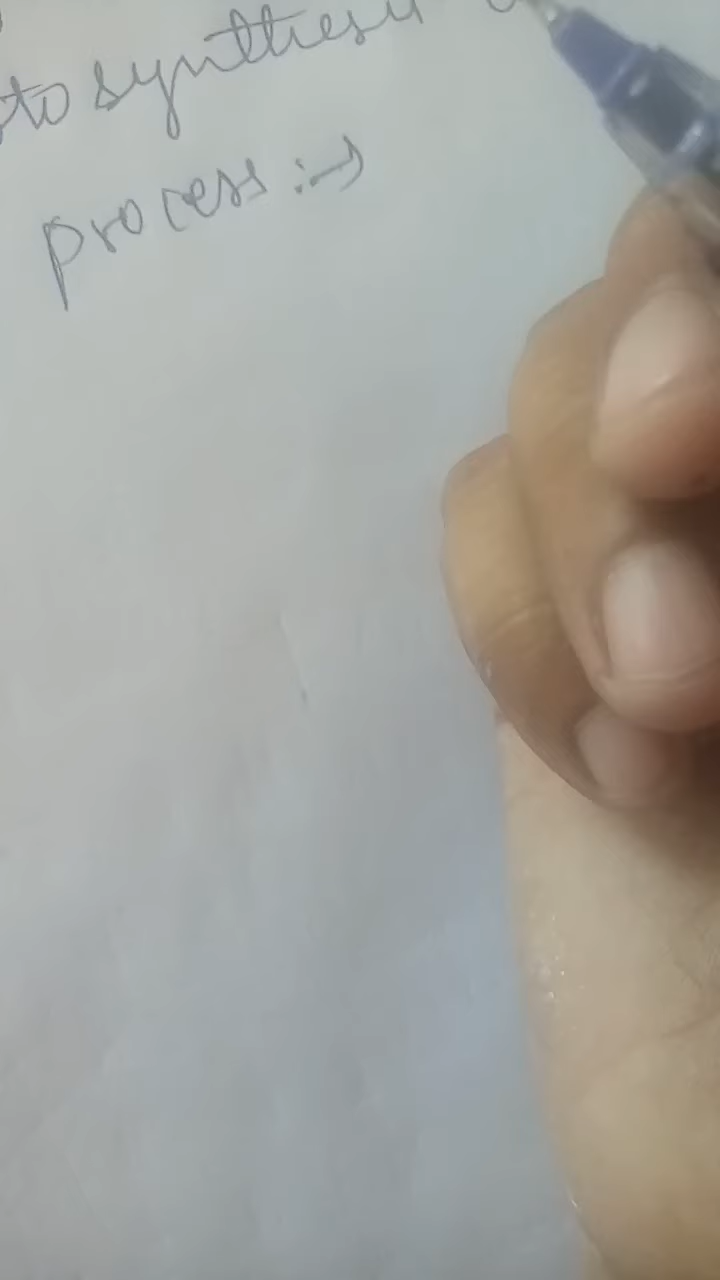 to synthesis
process :→